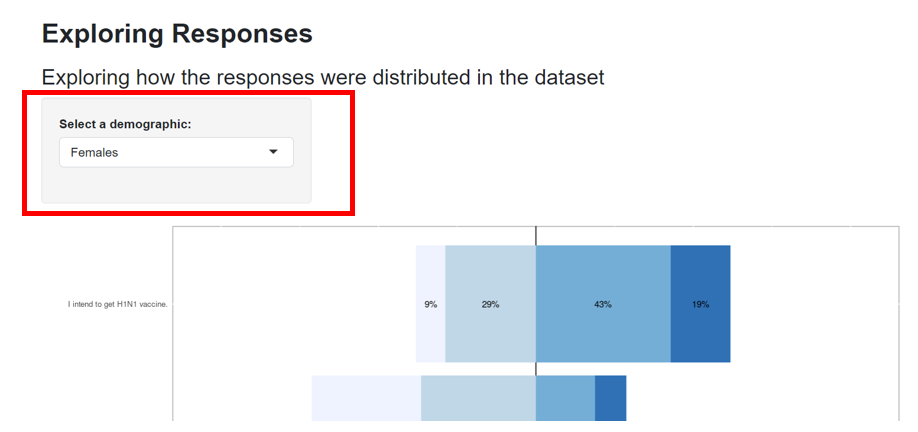 Exploring Responses
Exploring how the responses were distributed in the dataset
Select a demographic:
Females
I intend to get H1N1 vaccine.
9%
29%
43%
19%